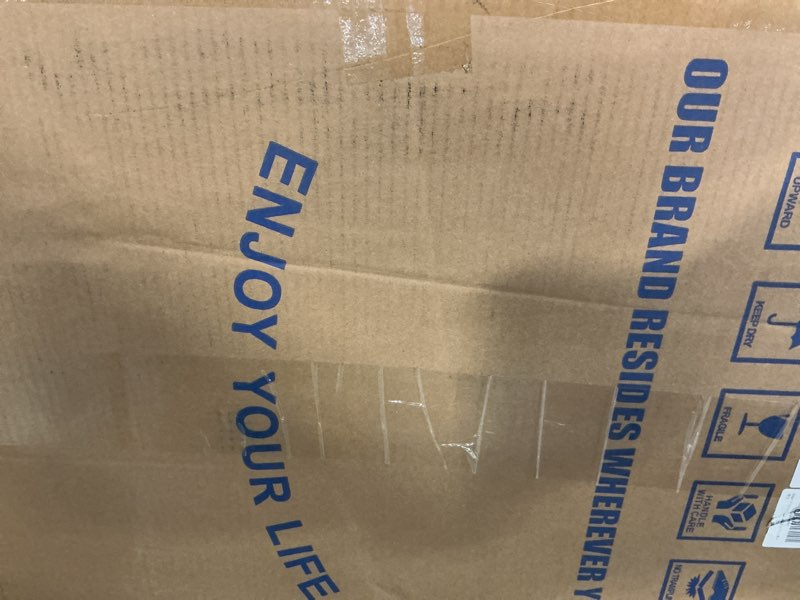 ENJOY YOUR LIFE
OUR BRAND RESIDES WHEREVER
UPWARD
KEEP DRY
FRAGILE
HANDLE
WITH CARE